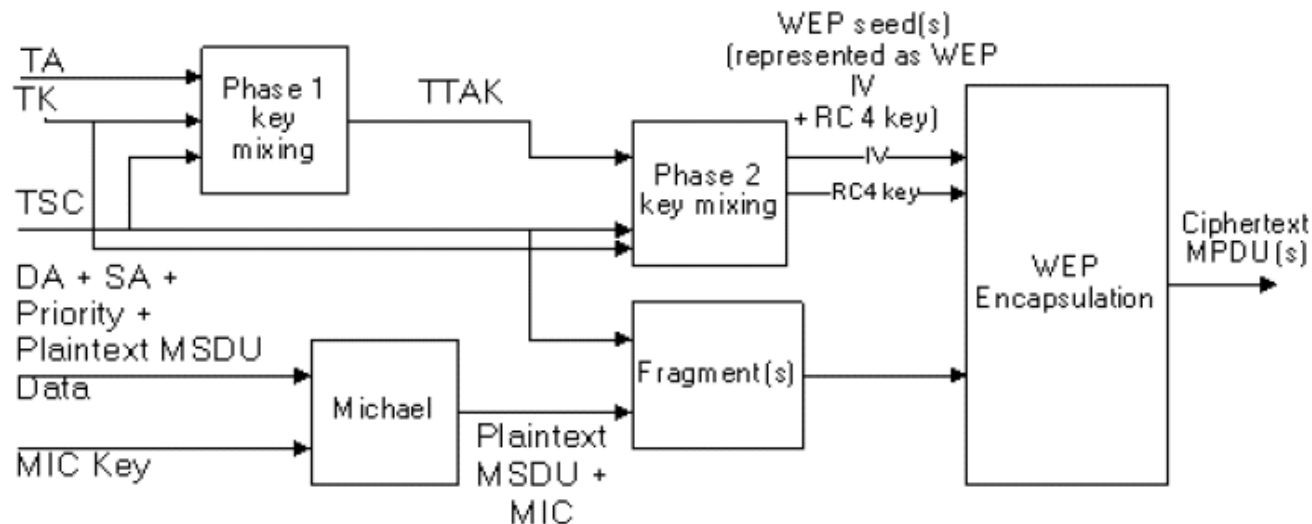 TA
TK
Phase 1
key
mixing
TTAK
WEP seed(s)
(represented as WEP
IV
+ RC 4 key)
IV
RC4 key
Phase 2
key mixing
TSC
DA + SA +
Priority +
Plaintext MSDU
Data
MIC Key
Michael
Plaintext
MSDU +
MIC
Fragment(s)
WEP
Encapsulation
Ciphertext
MPDU(s)